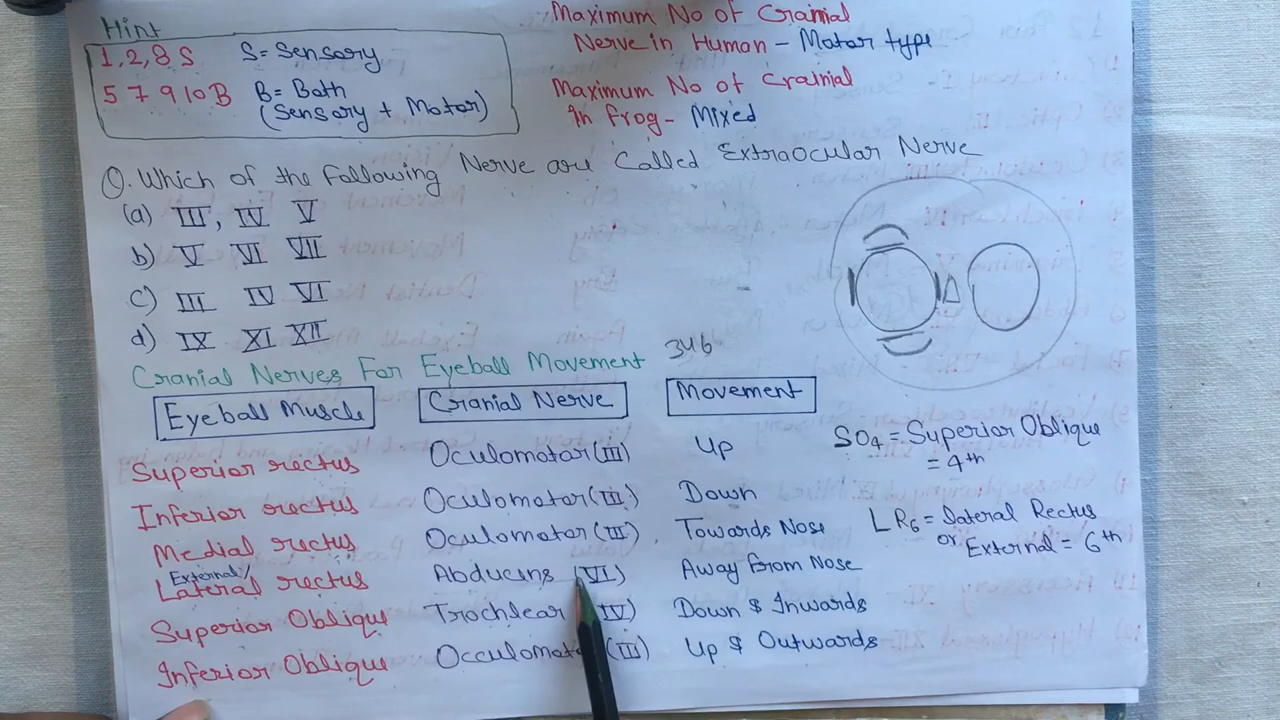 Hint
1, 2, 8 S S = Sensory
5 7 9 10 B B = Both
(Sensory + Motor)
Maximum No of Crainial
Nerve in Human - Motor type
Maximum No of Crainial
In frog - Mixed
Q. Which of the following Nerve are Called Extraocular Nerve
(a) III, IV V
b) V VI VII
c) III IV VI
d) IX XI XII
346
Cranial Nerves For Eyeball Movement
Eyeball Muscle Cranial Nerve Movement
Superior rectus Oculomotor (III) Up
Inferior rectus Oculomotor (III) Down
Medial rectus Oculomotor (III) Towards Nose
External/
Lateral rectus Abducens (VI) Away from Nose
Superior Oblique Trochlear (IV) Down & Inwards
Inferior Oblique Occulomotor (III) Up & Outwards
SO4 = Superior Oblique
= 4th
LR6 = lateral Rectus
or External = 6th